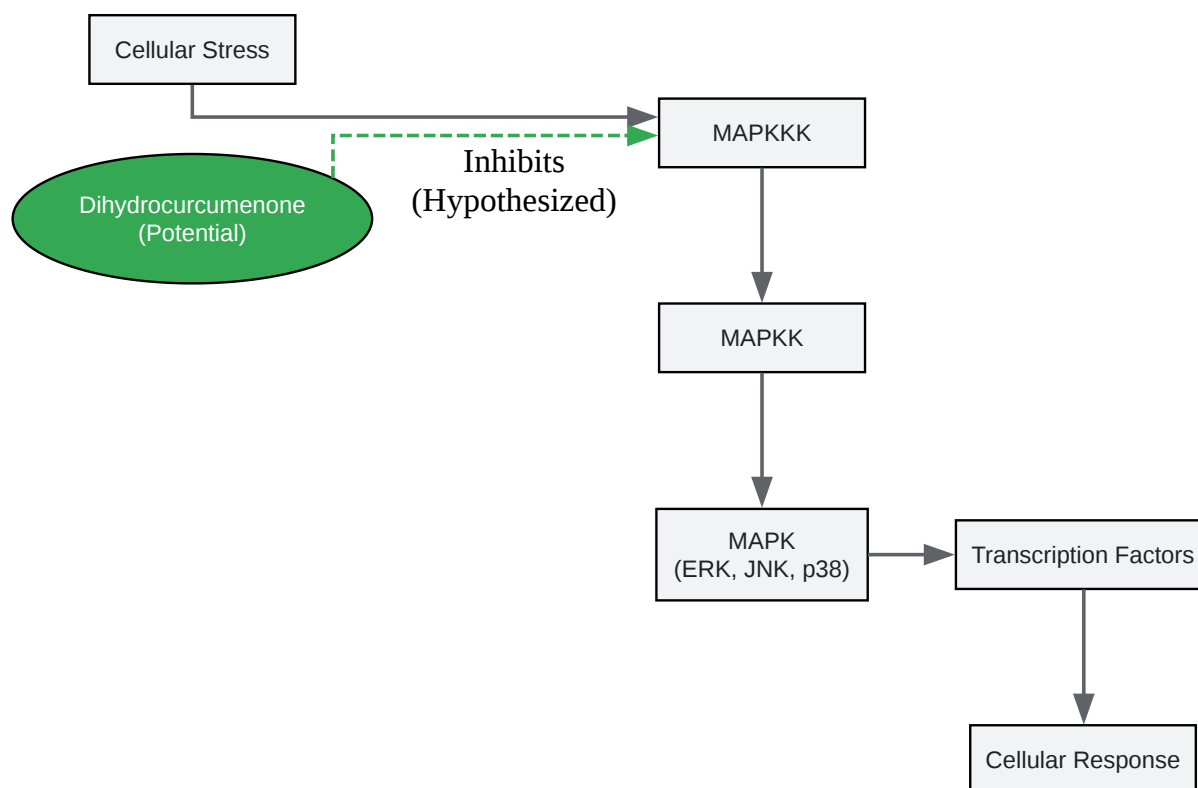 Cellular Stress
MAPKKK
Inhibits
(Hypothesized)
Dihydrocurcumenone
(Potential)
MAPKK
MAPK
(ERK, JNK, p38)
Transcription Factors
Cellular Response